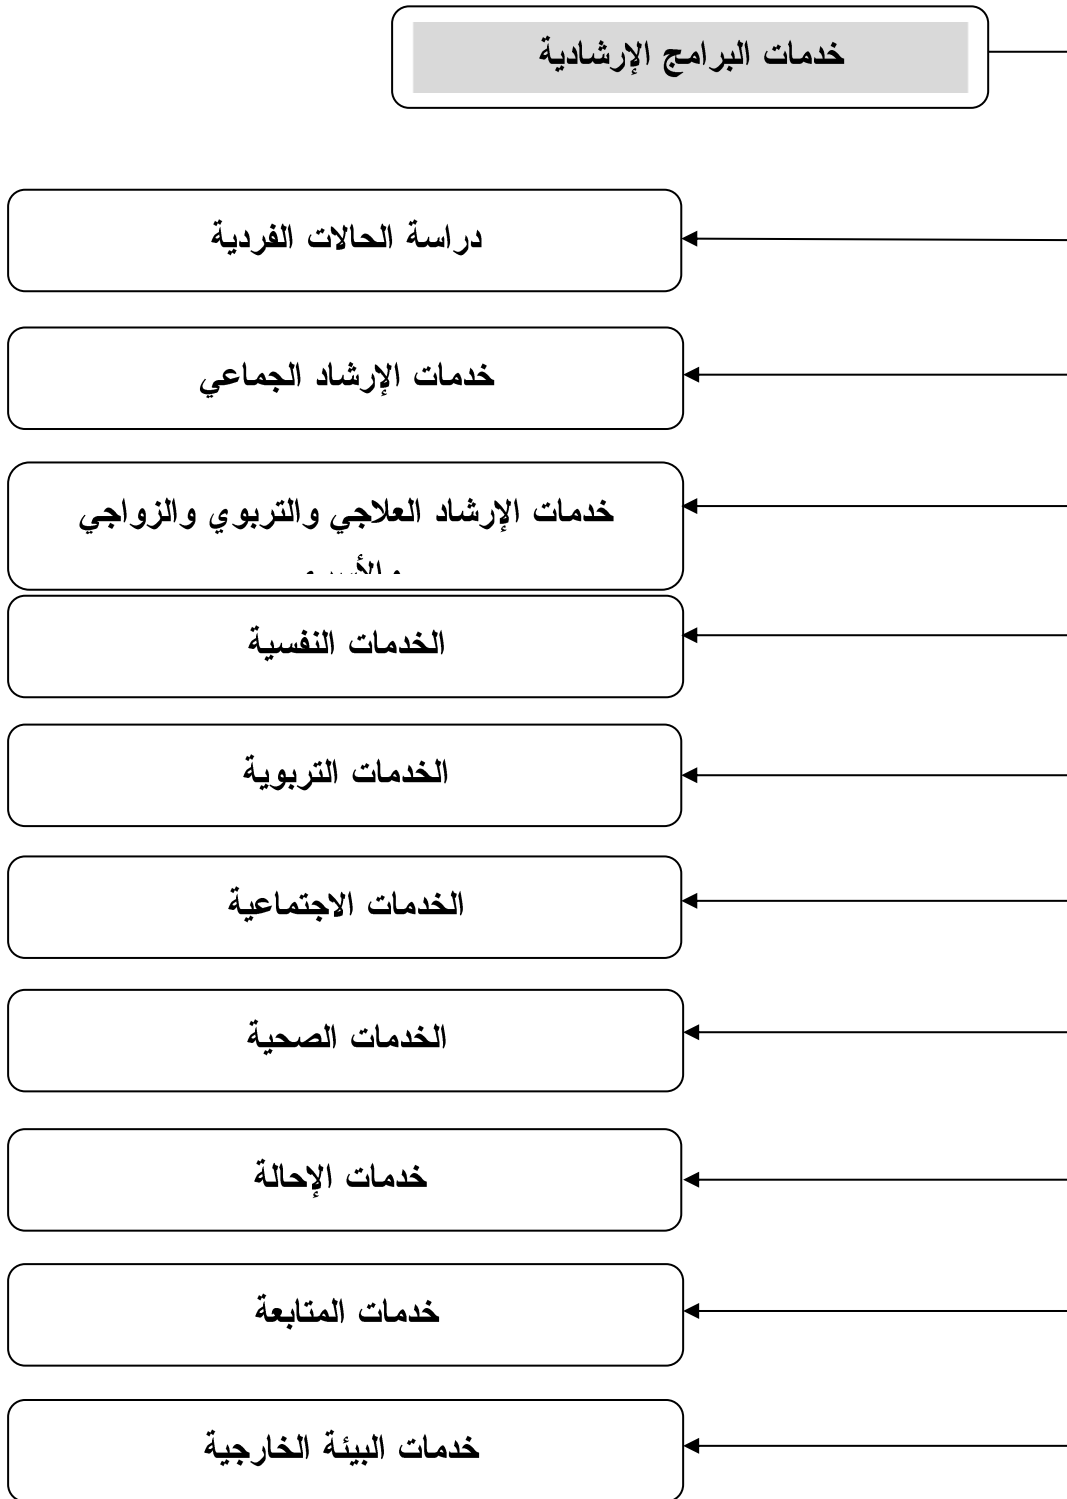 خدمات البرامج الإرشادية
دراسة الحالات الفردية
خدمات الإرشاد الجماعي
خدمات الإرشاد العلاجي والتربوي والزواجي
الخدمات النفسية
الخدمات التربوية
الخدمات الاجتماعية
الخدمات الصحية
خدمات الإحالة
خدمات المتابعة
خدمات البيئة الخارجية